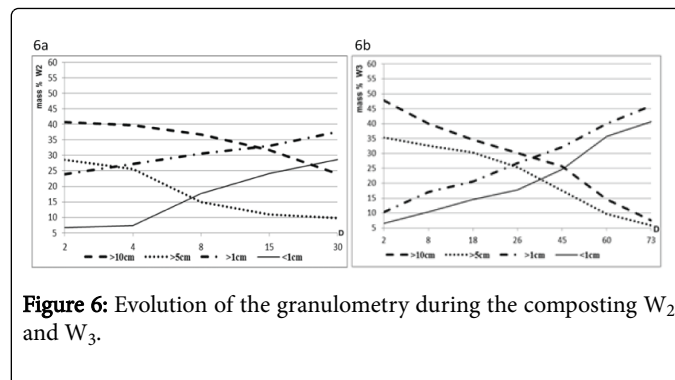 6a
mass % W2
60
55
50
45
40
35
30
25
20
15
10
5
2 4 8 15 30
D
>10cm >5cm >1cm <1cm
6b
mass % W3
60
55
50
45
40
35
30
25
20
15
10
5
2 8 18 26 45 60 73
D
>10cm >5cm >1cm <1cm
Figure 6: Evolution of the granulometry during the composting W2
and W3.